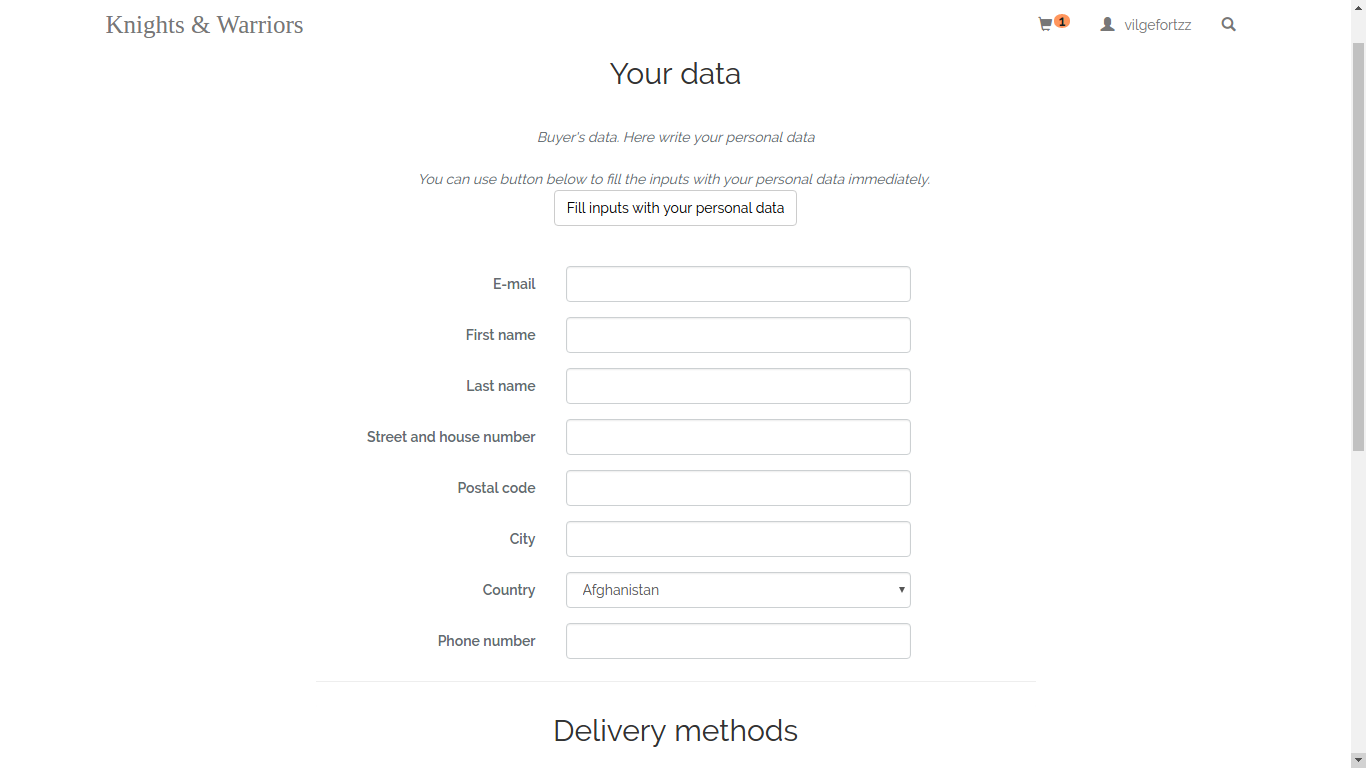 Knights & Warriors
1
vilgefortzz
Your data
Buyer's data. Here write your personal data
You can use button below to fill the inputs with your personal data immediately.
Fill inputs with your personal data
E-mail
First name
Last name
Street and house number
Postal code
City
Country
Afghanistan
Phone number
Delivery methods